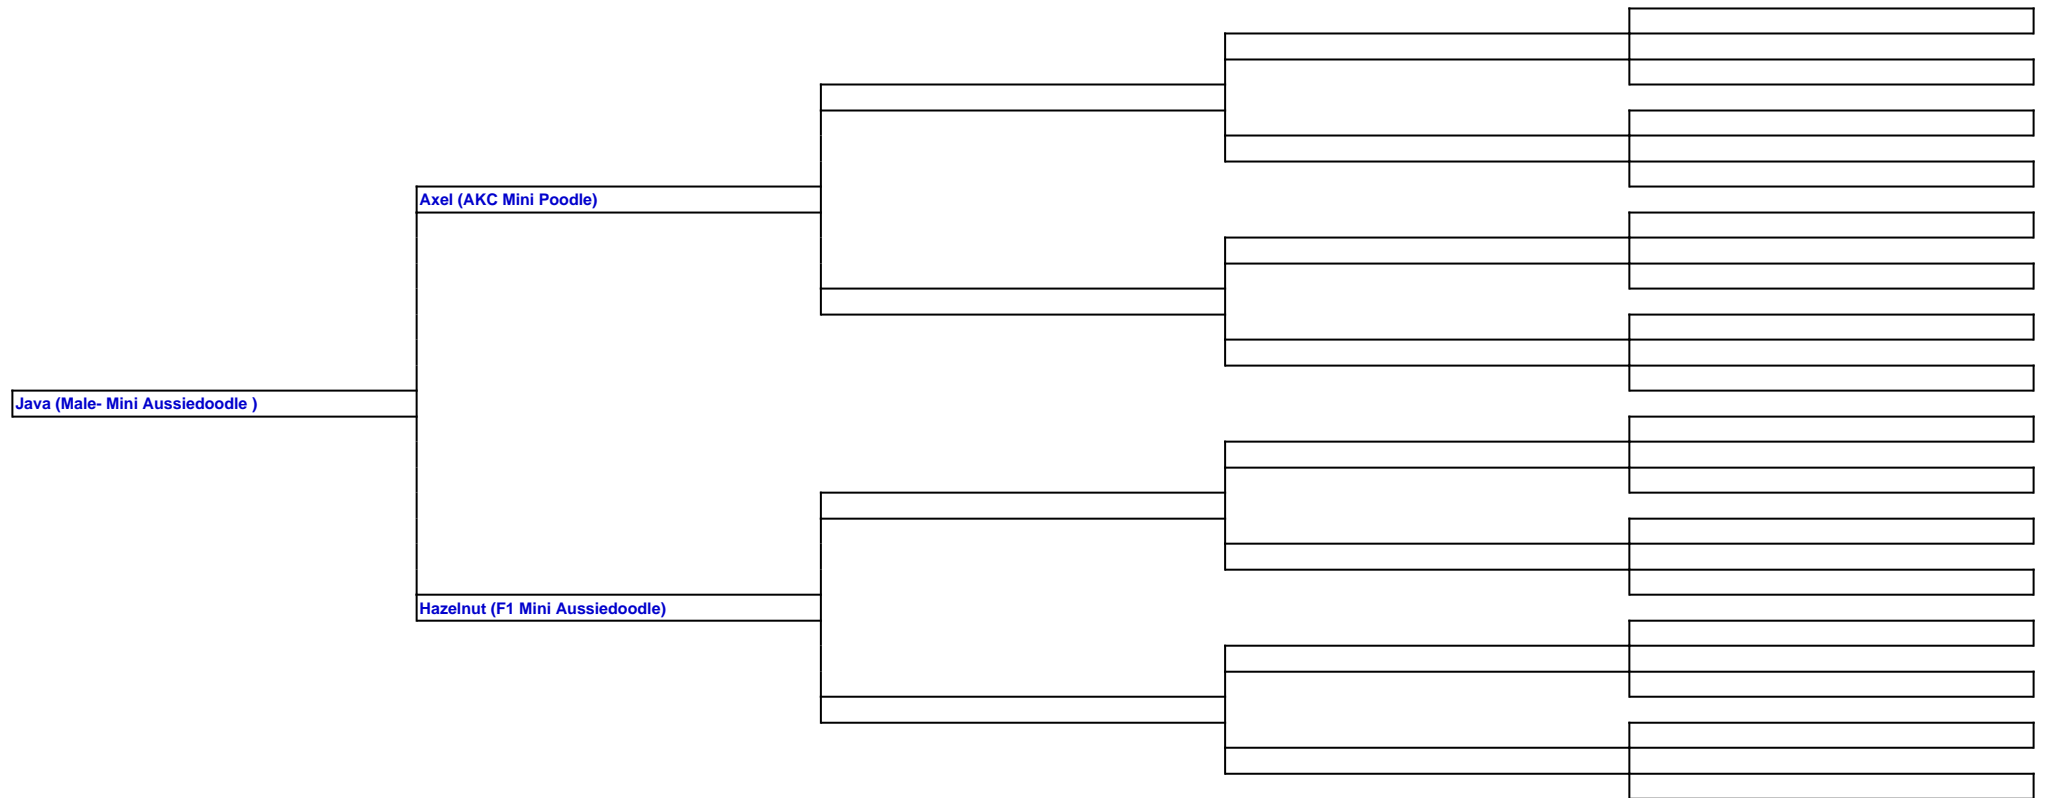 Axel (AKC Mini Poodle)
Java (Male- Mini Aussiedoodle )
Hazelnut (F1 Mini Aussiedoodle)